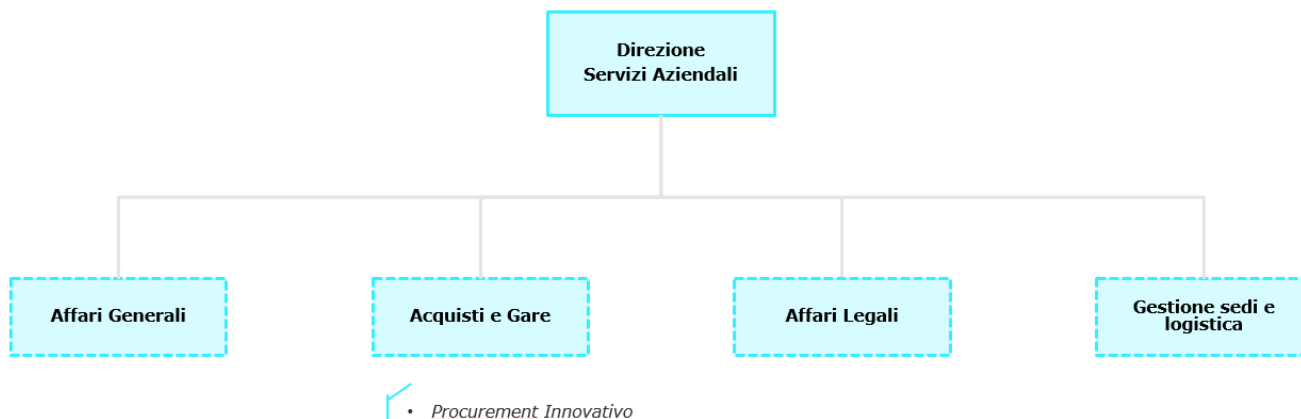 Direzione
Servizi Aziendali
Affari Generali
Acquisti e Gare
Affari Legali
Gestione sedi e
logistica
• Procurement Innovativo